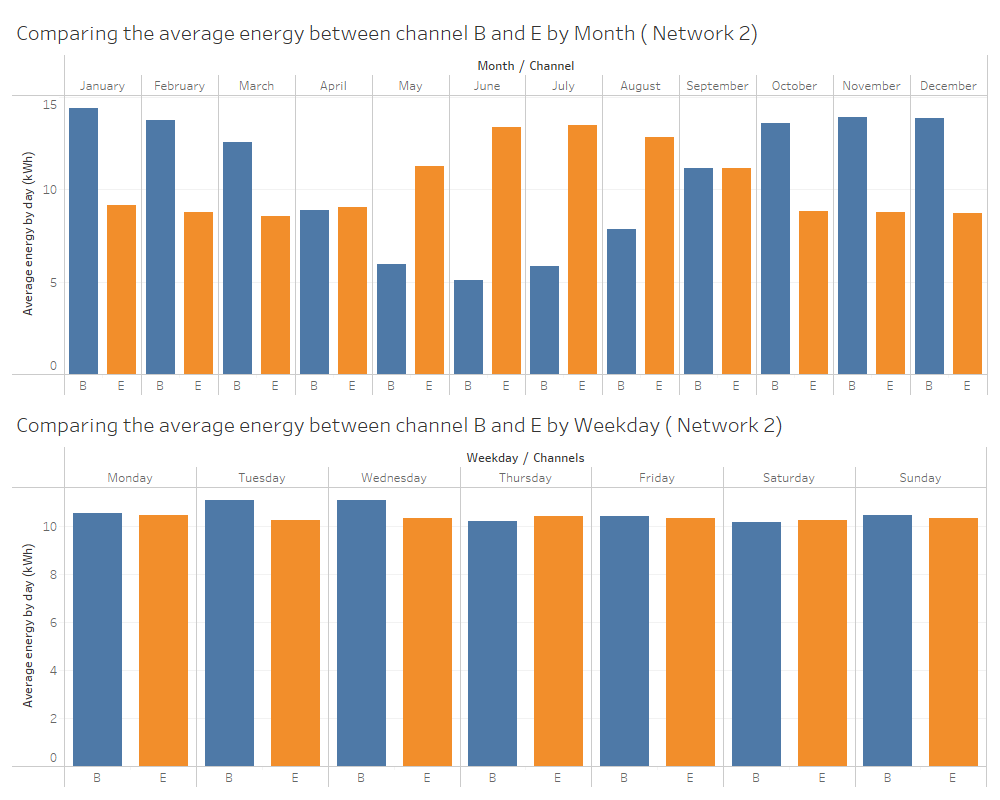 Comparing the average energy between channel B and E by Month ( Network 2)
Month / Channel
January February March April May June July August September October November December
Average energy by day (kWh)
15
10
5
0
B E B E B E B E B E B E B E B E B E B E B E B E
Comparing the average energy between channel B and E by Weekday ( Network 2)
Weekday / Channels
Monday Tuesday Wednesday Thursday Friday Saturday Sunday
Average energy by day (kWh)
10
8
6
4
2
0
B E B E B E B E B E B E B E